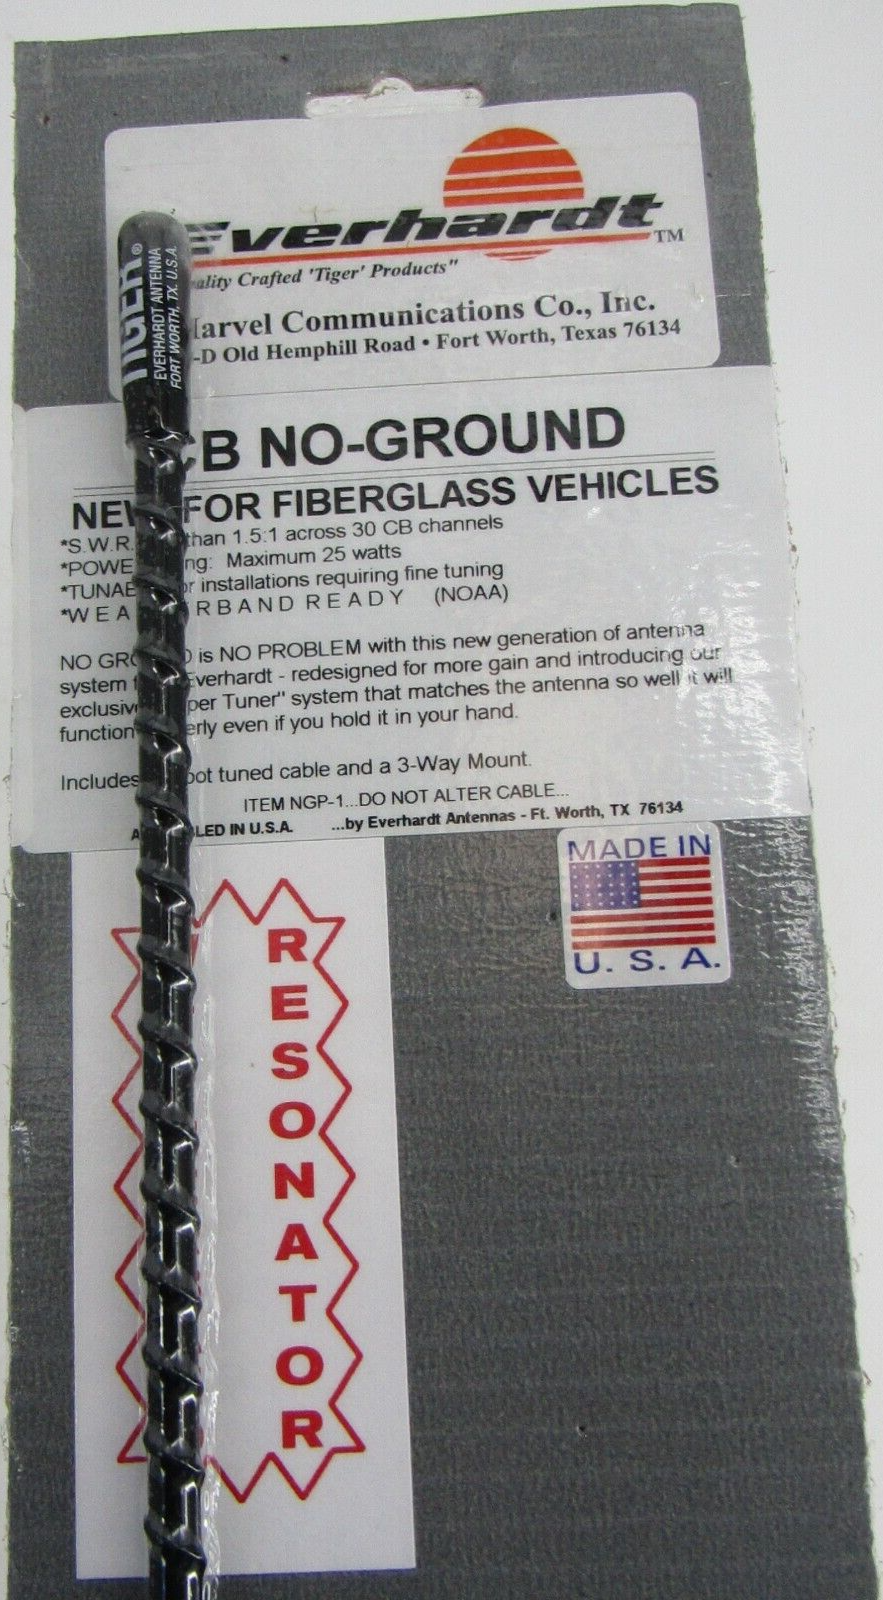 Everhardt TM
Crafted 'Tiger' Products"
Communications Co., Inc.
-D Old Hemphill Road • Fort Worth, Texas 76134
TIGER®
EVERHARDT ANTENNA
FORT WORTH, TX. U.S.A.
CB NO-GROUND
FOR FIBERGLASS VEHICLES
*S.W.R. than 1.5:1 across 30 CB channels
Maximum 25 watts
installations requiring fine tuning
R B A N D R E A D Y (NOAA)
NO is NO PROBLEM with this new generation of antenna
system Everhardt - redesigned for more gain and introducing our
Tuner" system that matches the antenna so well it will
function even if you hold it in your hand.
Includes tuned cable and a 3-Way Mount.
ITEM NGP-1...DO NOT ALTER CABLE...
IN U.S.A. ...by Everhardt Antennas - Ft. Worth, TX 76134
MADE IN
U. S. A.
RESONATOR